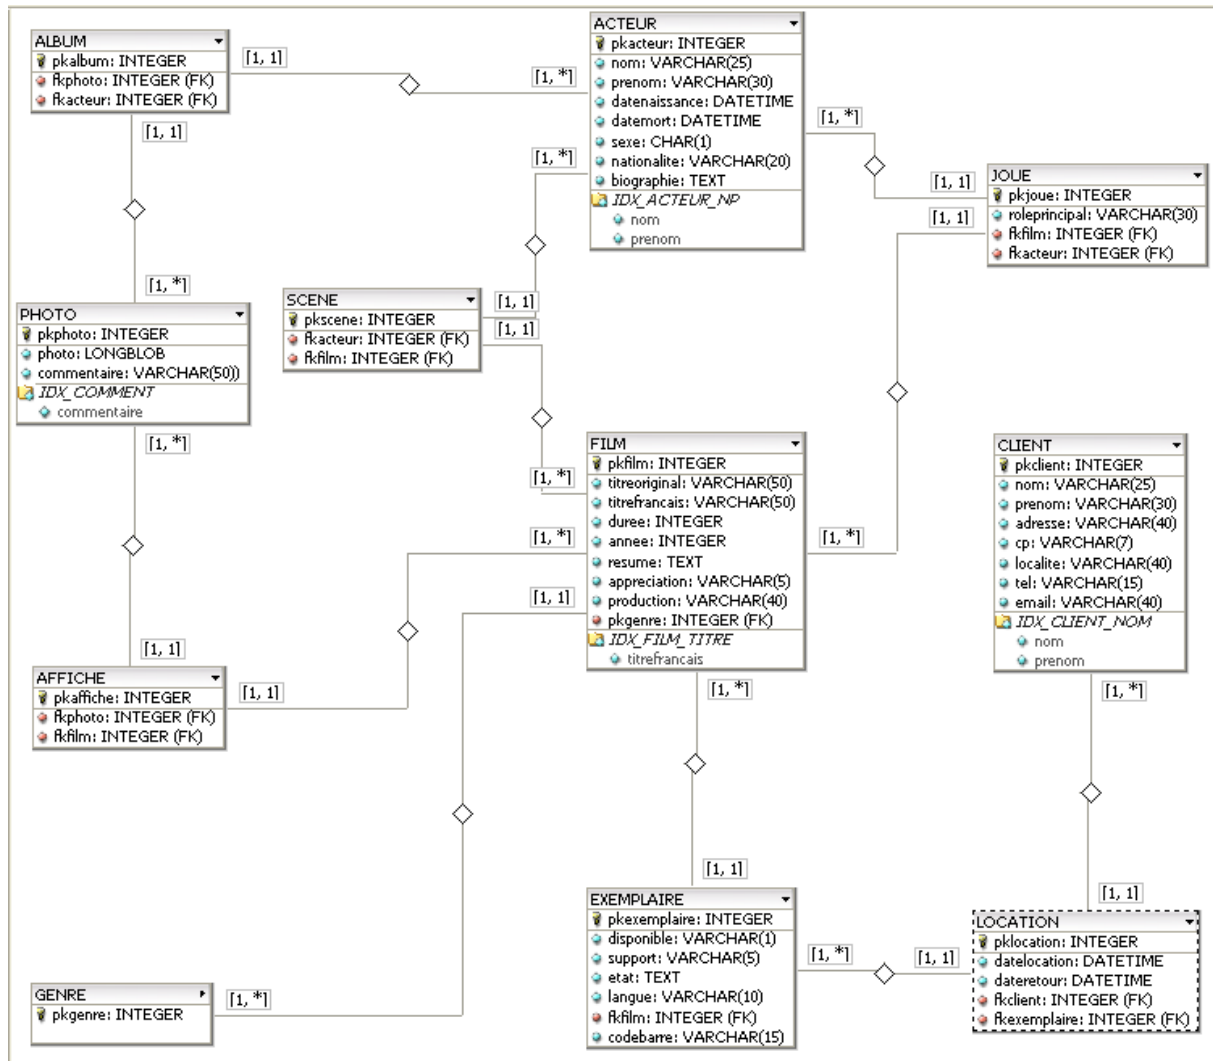 ALBUM
pkalbum: INTEGER
fkphoto: INTEGER (FK)
fkacteur: INTEGER (FK)
[1, 1]
[1, *]
[1, 1]
ACTEUR
pkacteur: INTEGER
nom: VARCHAR(25)
prenom: VARCHAR(30)
datenaissance: DATETIME
datemort: DATETIME
sexe: CHAR(1)
nationalite: VARCHAR(20)
biographie: TEXT
IDX_ACTEUR_NP
nom
prenom
[1, *]
[1, *]
[1, 1]
[1, 1]
JOUE
pkjoue: INTEGER
roleprincipal: VARCHAR(30)
fkfilm: INTEGER (FK)
fkacteur: INTEGER (FK)
[1, *]
PHOTO
pkphoto: INTEGER
photo: LONGBLOB
commentaire: VARCHAR(50))
IDX_COMMENT
commentaire
[1, *]
SCENE
pkscene: INTEGER
fkacteur: INTEGER (FK)
fkfilm: INTEGER (FK)
[1, 1]
[1, 1]
[1, *]
[1, *]
[1, 1]
FILM
pkfilm: INTEGER
titreoriginal: VARCHAR(50)
titrefrancais: VARCHAR(50)
duree: INTEGER
annee: INTEGER
resume: TEXT
appreciation: VARCHAR(5)
production: VARCHAR(40)
pkgenre: INTEGER (FK)
IDX_FILM_TITRE
titrefrancais
[1, *]
[1, *]
CLIENT
pkclient: INTEGER
nom: VARCHAR(25)
prenom: VARCHAR(30)
adresse: VARCHAR(40)
cp: VARCHAR(7)
localite: VARCHAR(40)
tel: VARCHAR(15)
email: VARCHAR(40)
IDX_CLIENT_NOM
nom
prenom
[1, *]
[1, 1]
AFFICHE
pkaffiche: INTEGER
fkphoto: INTEGER (FK)
fkfilm: INTEGER (FK)
[1, 1]
[1, 1]
EXEMPLAIRE
pkexemplaire: INTEGER
disponible: VARCHAR(1)
support: VARCHAR(5)
etat: TEXT
langue: VARCHAR(10)
fkfilm: INTEGER (FK)
codebarre: VARCHAR(15)
[1, *]
[1, 1]
[1, 1]
LOCATION
pklocation: INTEGER
datelocation: DATETIME
dateretour: DATETIME
fkclient: INTEGER (FK)
fkexemplaire: INTEGER (FK)
GENRE
pkgenre: INTEGER
[1, *]